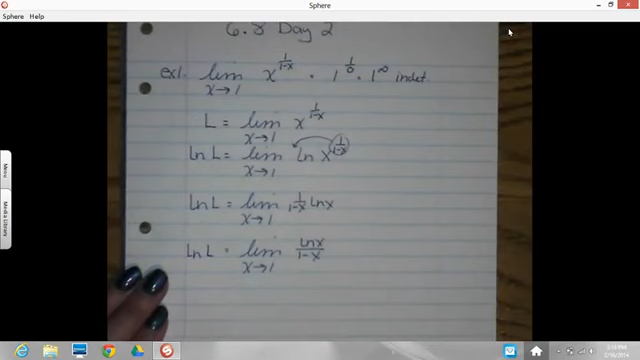 Sphere
Sphere Help
6.8 Day 2
ex1. lim x→1 x^(1/(1-x)) · 1^(1/0) · 1^∞ indet.
L = lim x→1 x^(1/(1-x))
ln L = lim x→1 ln x^(1/(1-x))
ln L = lim x→1 1/(1-x) ln x
ln L = lim x→1 ln x/(1-x)
Menu
Media Library